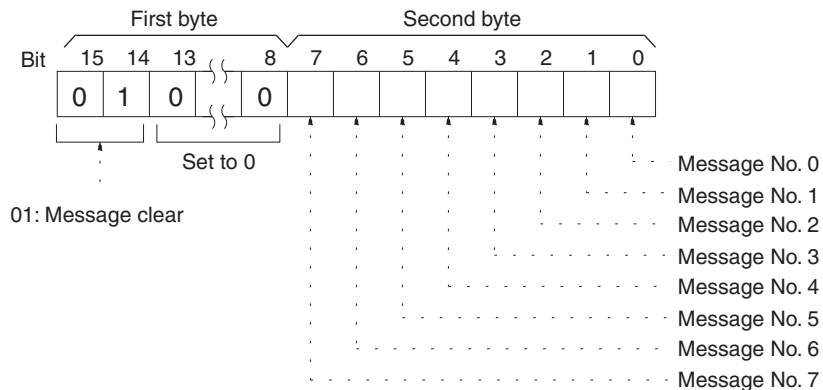 First byte Second byte
Bit 15 14 13 8 7 6 5 4 3 2 1 0
0 1 0 0
Set to 0
01: Message clear
Message No. 0
Message No. 1
Message No. 2
Message No. 3
Message No. 4
Message No. 5
Message No. 6
Message No. 7